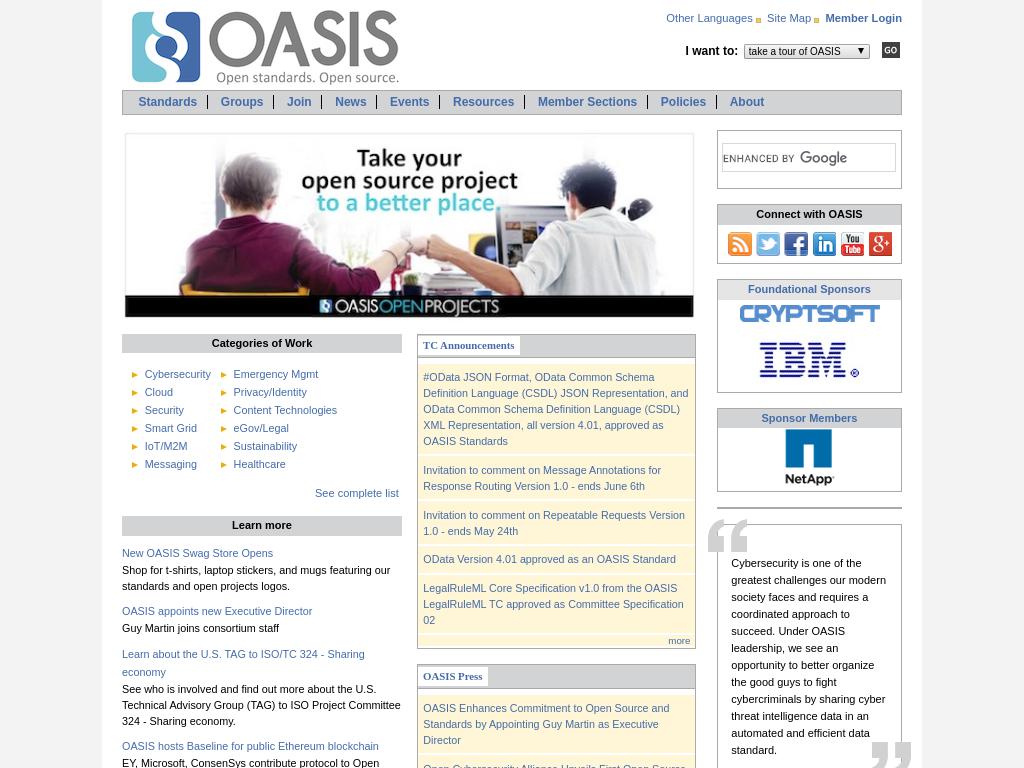 OASIS
Open standards. Open source.
Other Languages Site Map Member Login
I want to: take a tour of OASIS GO
Standards Groups Join News Events Resources Member Sections Policies About
Take your
open source project
to a better place.
OASIS OPEN PROJECTS
Categories of Work
Cybersecurity
Cloud
Security
Smart Grid
IoT/M2M
Messaging
Emergency Mgmt
Privacy/Identity
Content Technologies
eGov/Legal
Sustainability
Healthcare
See complete list
Learn more
New OASIS Swag Store Opens
Shop for t-shirts, laptop stickers, and mugs featuring our
standards and open projects logos.
OASIS appoints new Executive Director
Guy Martin joins consortium staff
Learn about the U.S. TAG to ISO/TC 324 - Sharing
economy
See who is involved and find out more about the U.S.
Technical Advisory Group (TAG) to ISO Project Committee
324 - Sharing economy.
OASIS hosts Baseline for public Ethereum blockchain
EY, Microsoft, ConsenSys contribute protocol to Open
TC Announcements
#OData JSON Format, OData Common Schema
Definition Language (CSDL) JSON Representation, and
OData Common Schema Definition Language (CSDL)
XML Representation, all version 4.01, approved as
OASIS Standards
Invitation to comment on Message Annotations for
Response Routing Version 1.0 - ends June 6th
Invitation to comment on Repeatable Requests Version
1.0 - ends May 24th
OData Version 4.01 approved as an OASIS Standard
LegalRuleML Core Specification v1.0 from the OASIS
LegalRuleML TC approved as Committee Specification
02
more
OASIS Press
OASIS Enhances Commitment to Open Source and
Standards by Appointing Guy Martin as Executive
Director
Open Cybersecurity Alliance Unveils First Open Source
ENHANCED BY Google
Connect with OASIS
f
in
You
Tube
g+
Foundational Sponsors
CRYPTSOFT
IBM®
Sponsor Members
NetApp
“
Cybersecurity is one of the
greatest challenges our modern
society faces and requires a
coordinated approach to
succeed. Under OASIS
leadership, we see an
opportunity to better organize
the good guys to fight
cybercriminals by sharing cyber
threat intelligence data in an
automated and efficient data
standard.
”